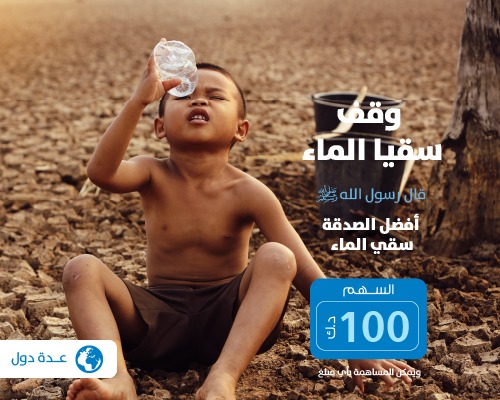 وقف
سقيا الماء
قال رسول الله ﷺ
أفضل الصدقة
سقي الماء
السهم
100 د.ك
ويمكن المساهمة بأي مبلغ
عدة دول